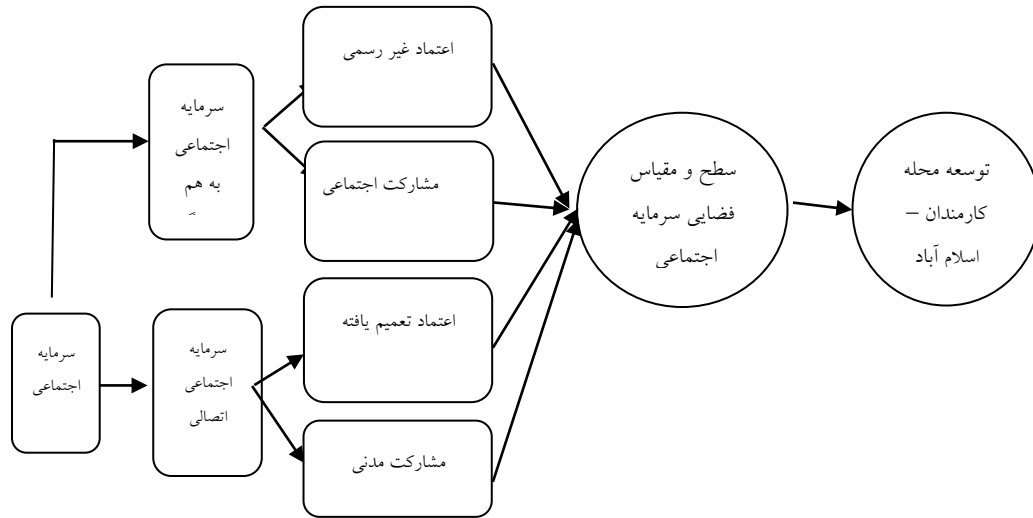 سرمایه
اجتماعی
سرمایه
اجتماعی
به هم
سرمایه
اجتماعی
اتصالی
اعتماد غیر رسمی
مشارکت اجتماعی
اعتماد تعمیم یافته
مشارکت مدنی
سطح و مقیاس
فضایی سرمایه
اجتماعی
توسعه محله
کارمندان –
اسلام آباد